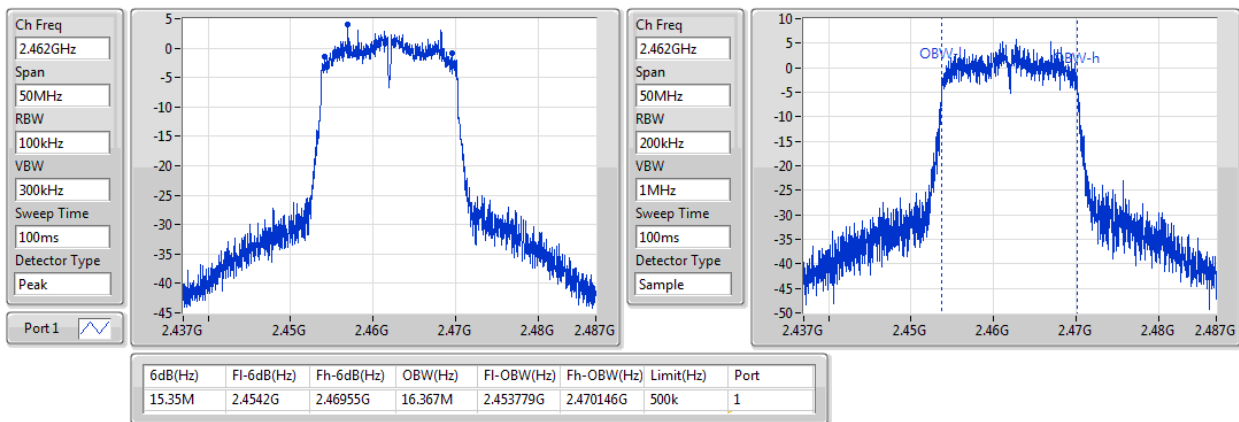 Ch Freq
2.462GHz
Span
50MHz
RBW
100kHz
VBW
300kHz
Sweep Time
100ms
Detector Type
Peak
Port 1
5
0
-5
-10
-15
-20
-25
-30
-35
-40
-45
2.437G 2.45G 2.46G 2.47G 2.48G 2.487G
Ch Freq
2.462GHz
Span
50MHz
RBW
200kHz
VBW
1MHz
Sweep Time
100ms
Detector Type
Sample
10
5
0
-5
-10
-15
-20
-25
-30
-35
-40
-45
-50
OBW-l OBW-h
2.437G 2.45G 2.46G 2.47G 2.48G 2.487G
6dB(Hz) Fl-6dB(Hz) Fh-6dB(Hz) OBW(Hz) Fl-OBW(Hz) Fh-OBW(Hz) Limit(Hz) Port
15.35M 2.4542G 2.46955G 16.367M 2.453779G 2.470146G 500k 1